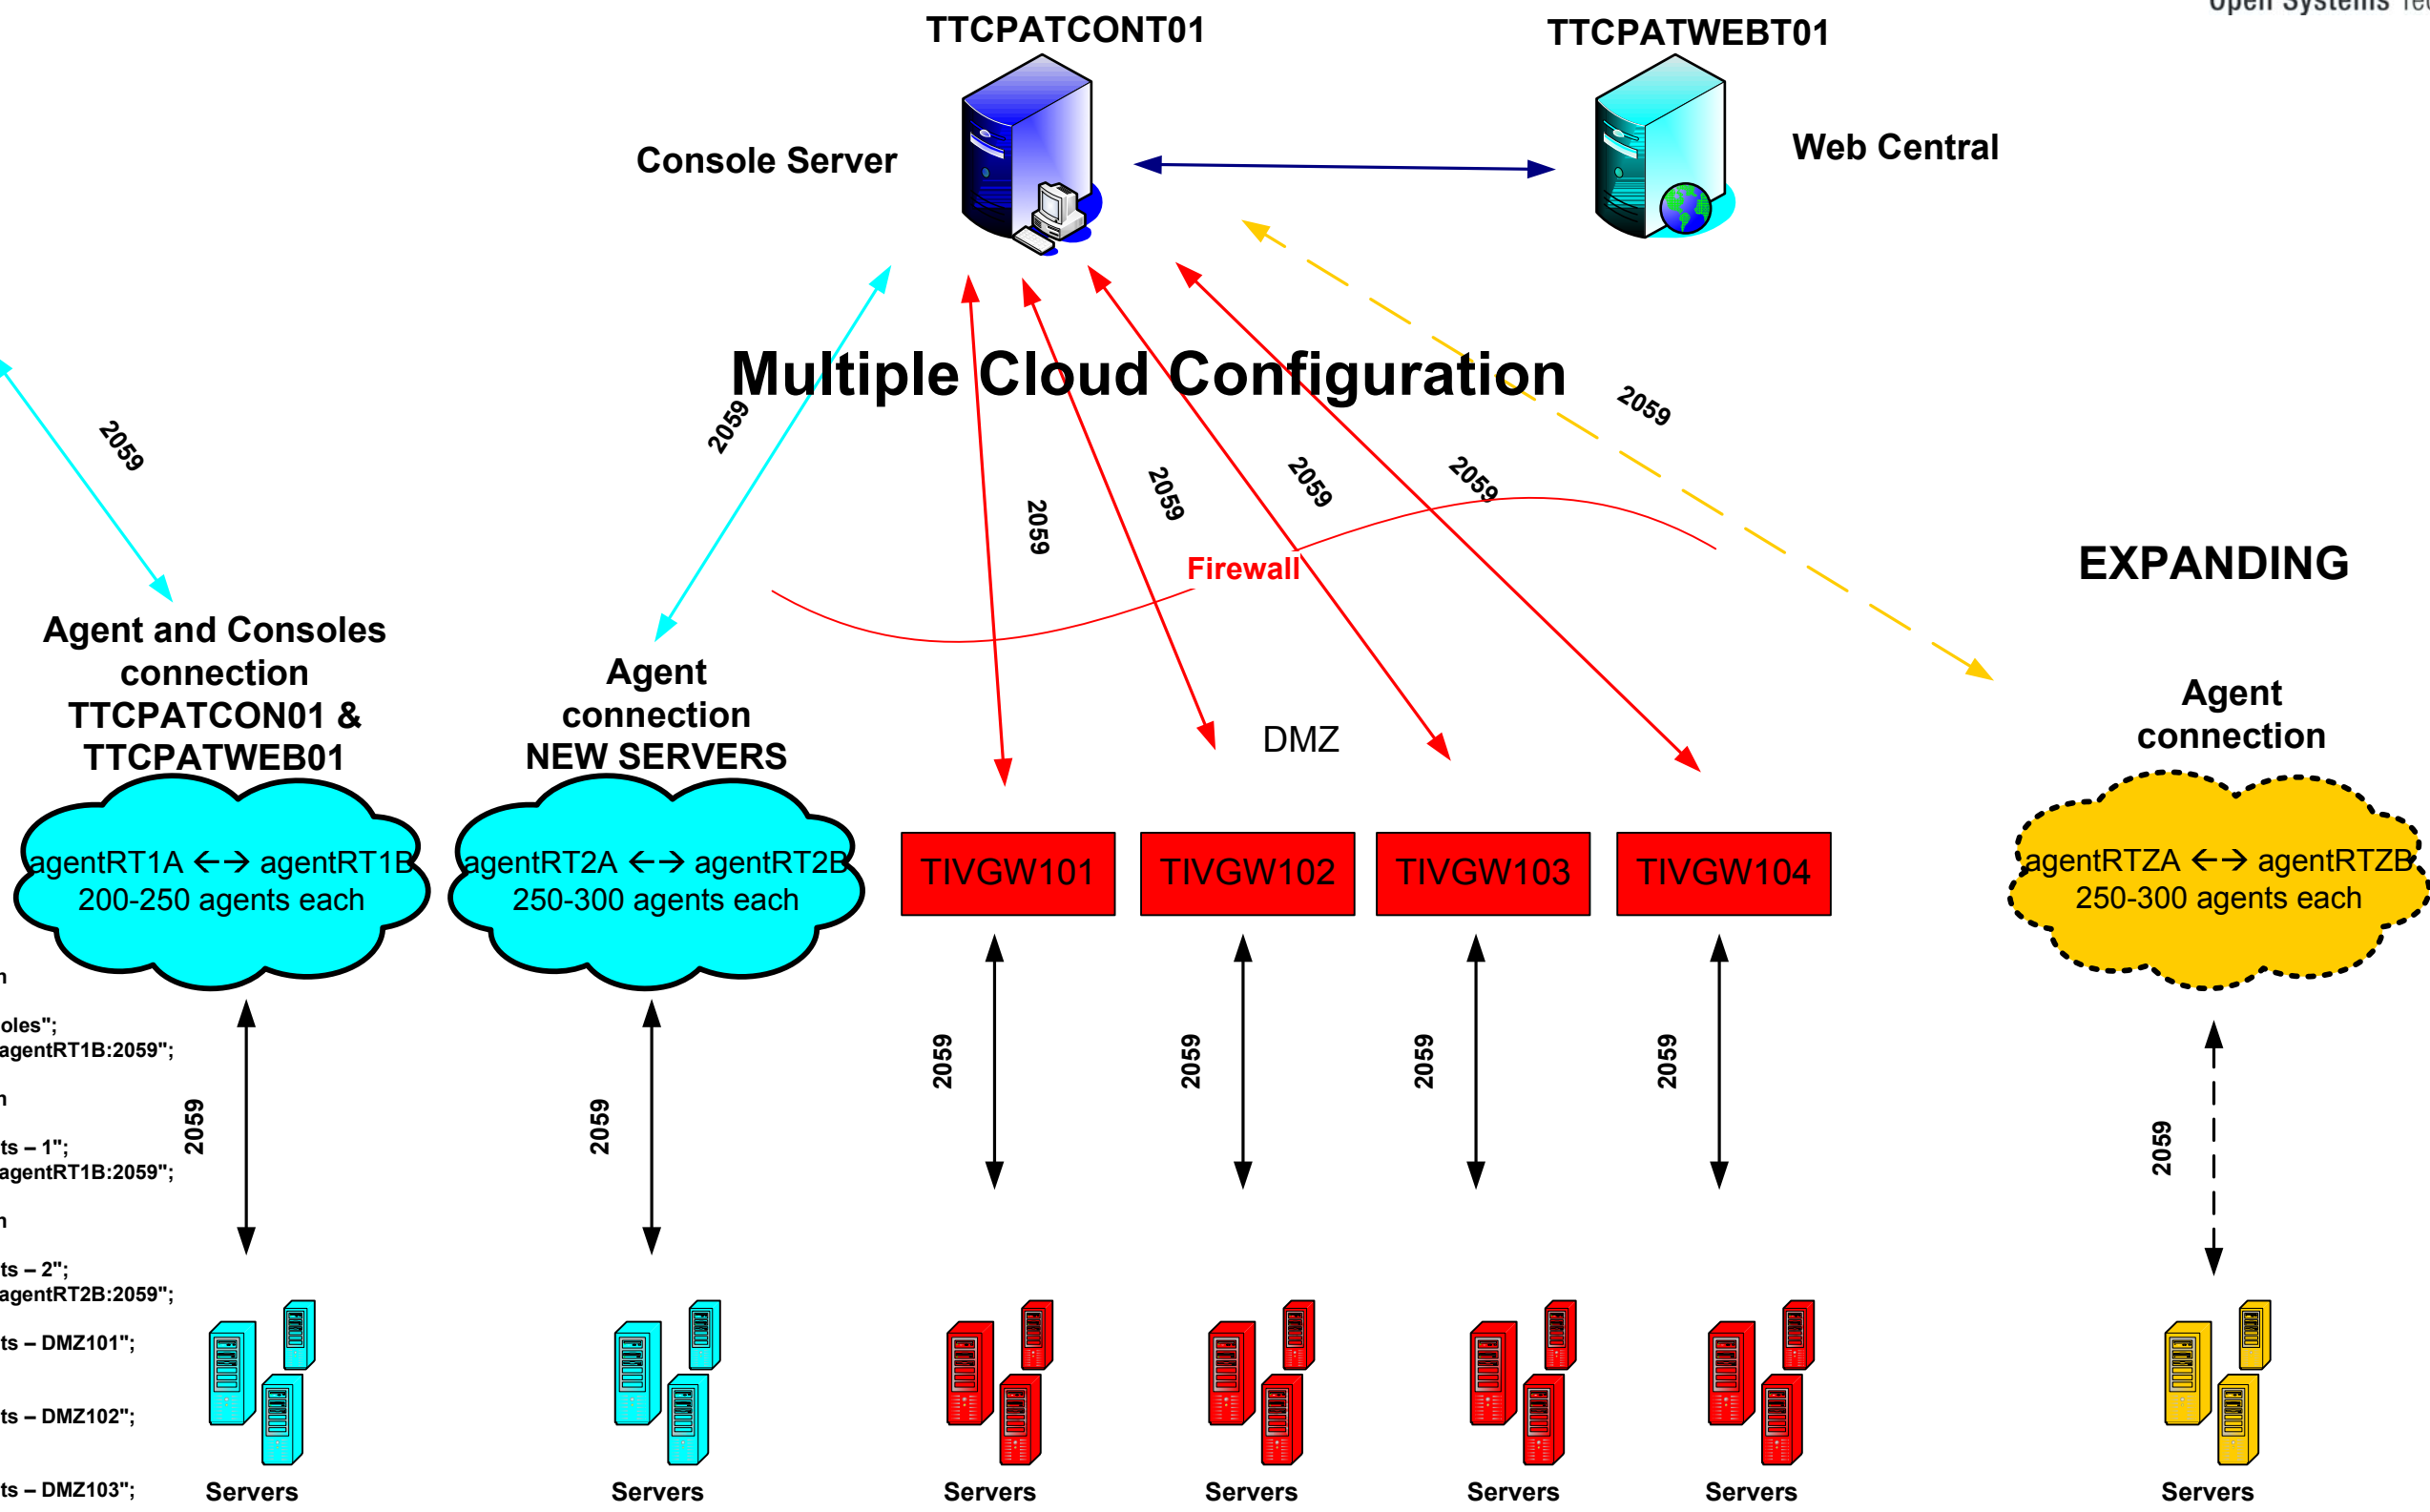 Open Systems
TTCPATCONT01
TTCPATWEBT01
Console Server
Web Central
Multiple Cloud Configuration
2059
2059
2059
2059
2059
2059
2059
Firewall
EXPANDING
Agent and Consoles
connection
TTCPATCON01 &
TTCPATWEB01
Agent
connection
NEW SERVERS
DMZ
Agent
connection
agentRT1A ←→ agentRT1B
200-250 agents each
agentRT2A ←→ agentRT2B
250-300 agents each
TIVGW101
TIVGW102
TIVGW103
TIVGW104
agentRTZA ←→ agentRTZB
250-300 agents each
n
oles";
agentRT1B:2059";
n
ts – 1";
agentRT1B:2059";
n
ts – 2";
agentRT2B:2059";
ts – DMZ101";
ts – DMZ102";
ts – DMZ103";
2059
2059
2059
2059
2059
2059
2059
Servers
Servers
Servers
Servers
Servers
Servers
Servers